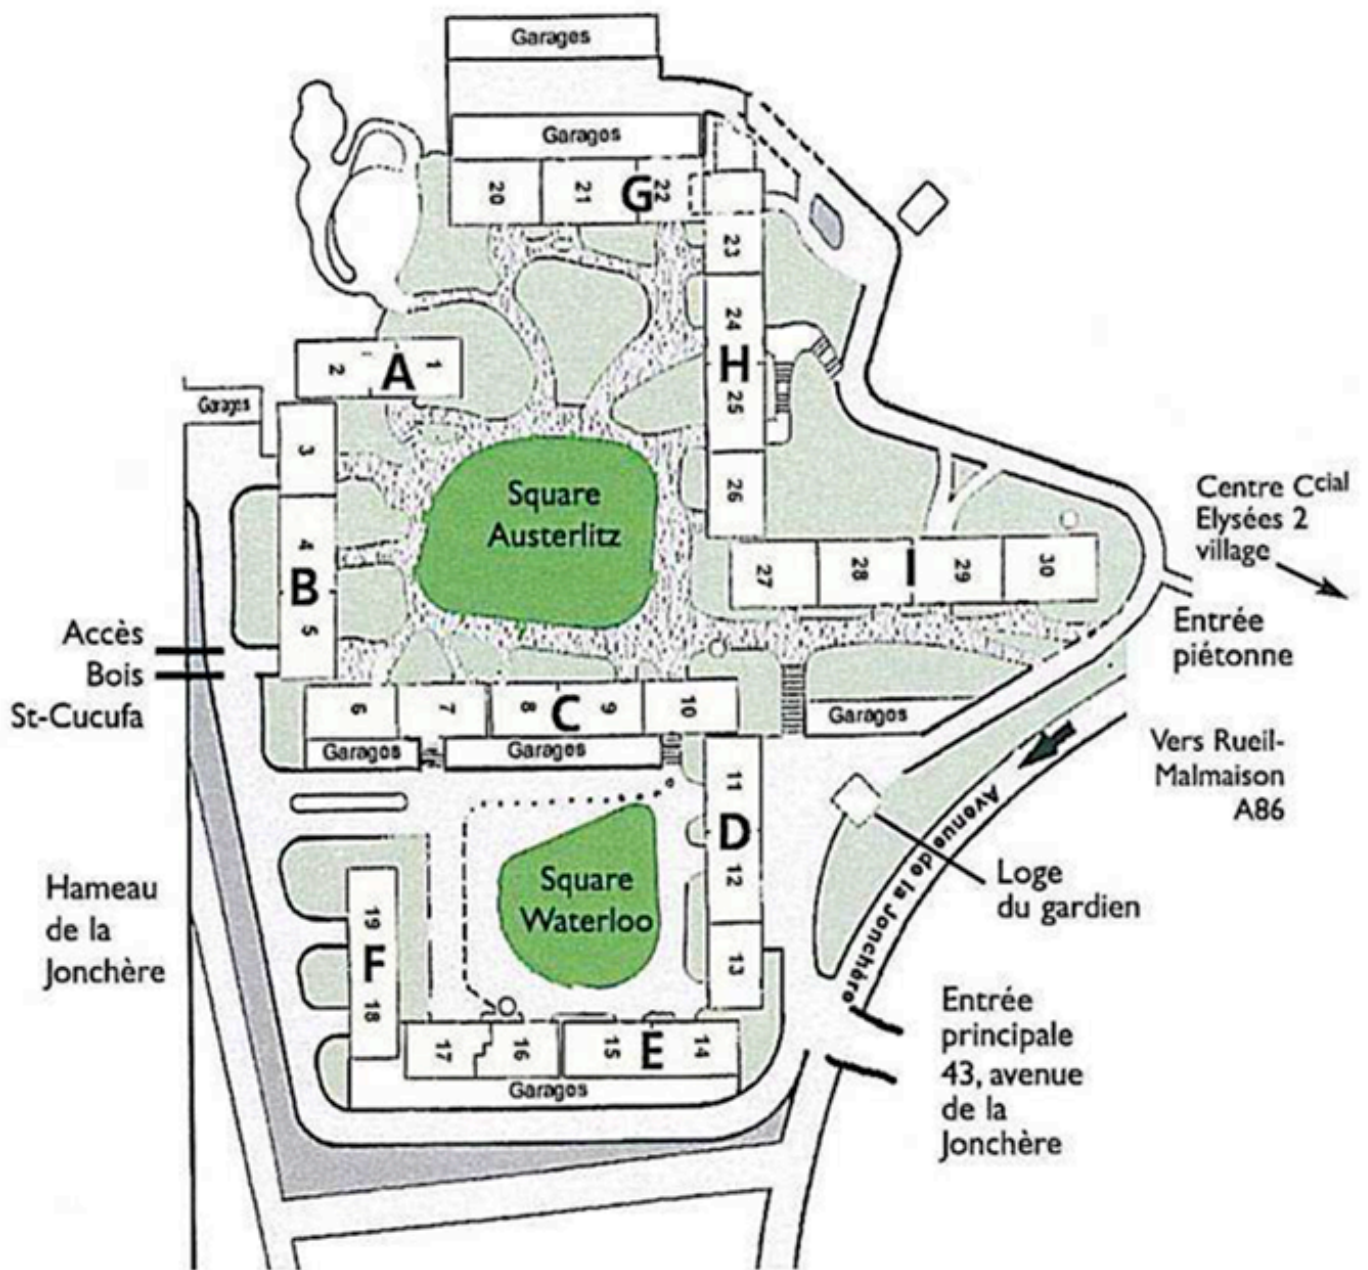 Garages
Garages
20
21
G
22
23
24
H
25
26
2
A
1
Garages
3
4
B
5
Square
Austerlitz
Centre Ccial
Elysées 2
village
27
28
I
29
30
Entrée
piétonne
Accès
Bois
St-Cucufa
6
7
8
C
9
10
Garages
Garages
Garages
Vers Rueil-
Malmaison
A86
11
D
12
13
Square
Waterloo
Avenue de la Jonchère
Loge
du gardien
Hameau
de la
Jonchère
19
F
18
17
16
15
E
14
Garages
Entrée
principale
43, avenue
de la
Jonchère